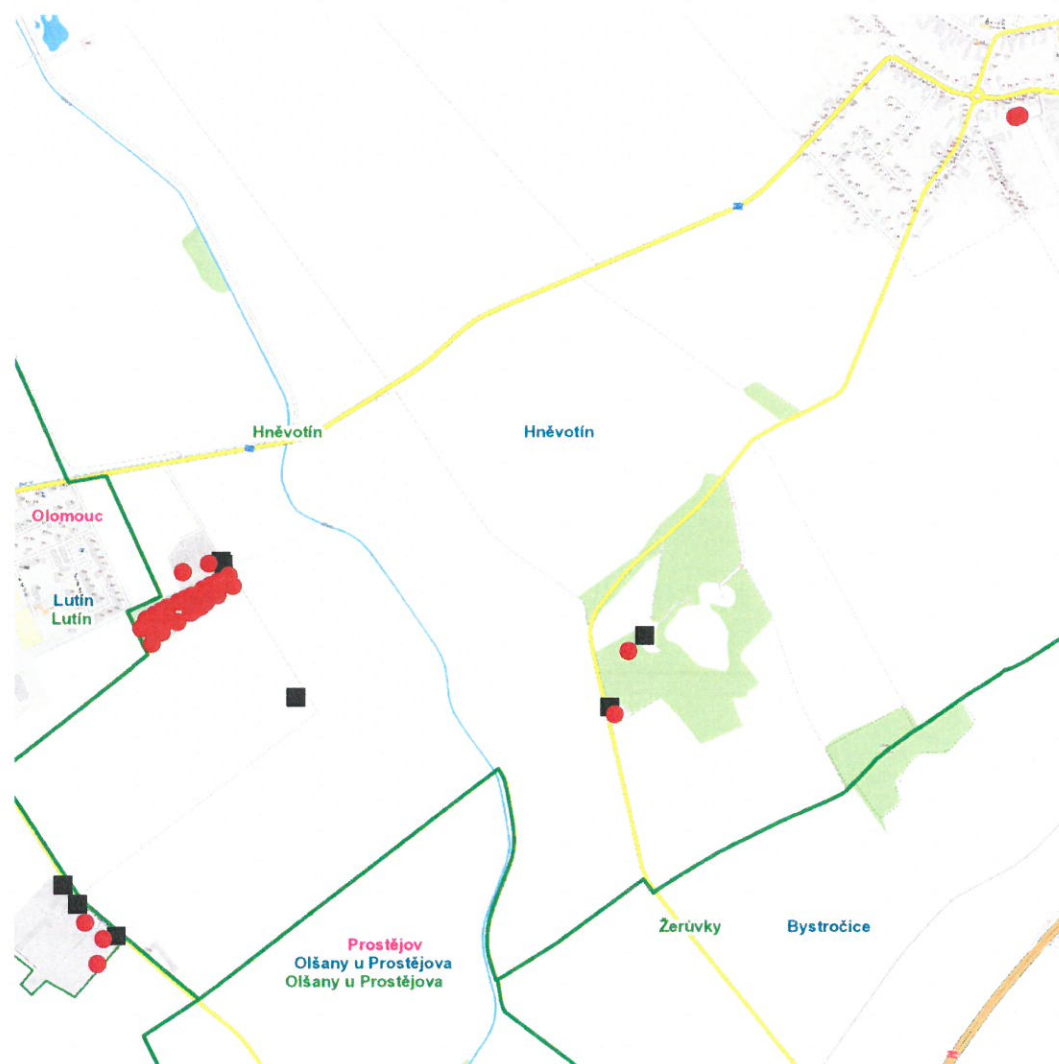 Hněvotín
Hněvotín
Olomouc
Lutín
Lutín
Žerůvky
Bystročice
Prostějov
Olšany u Prostějova
Olšany u Prostějova